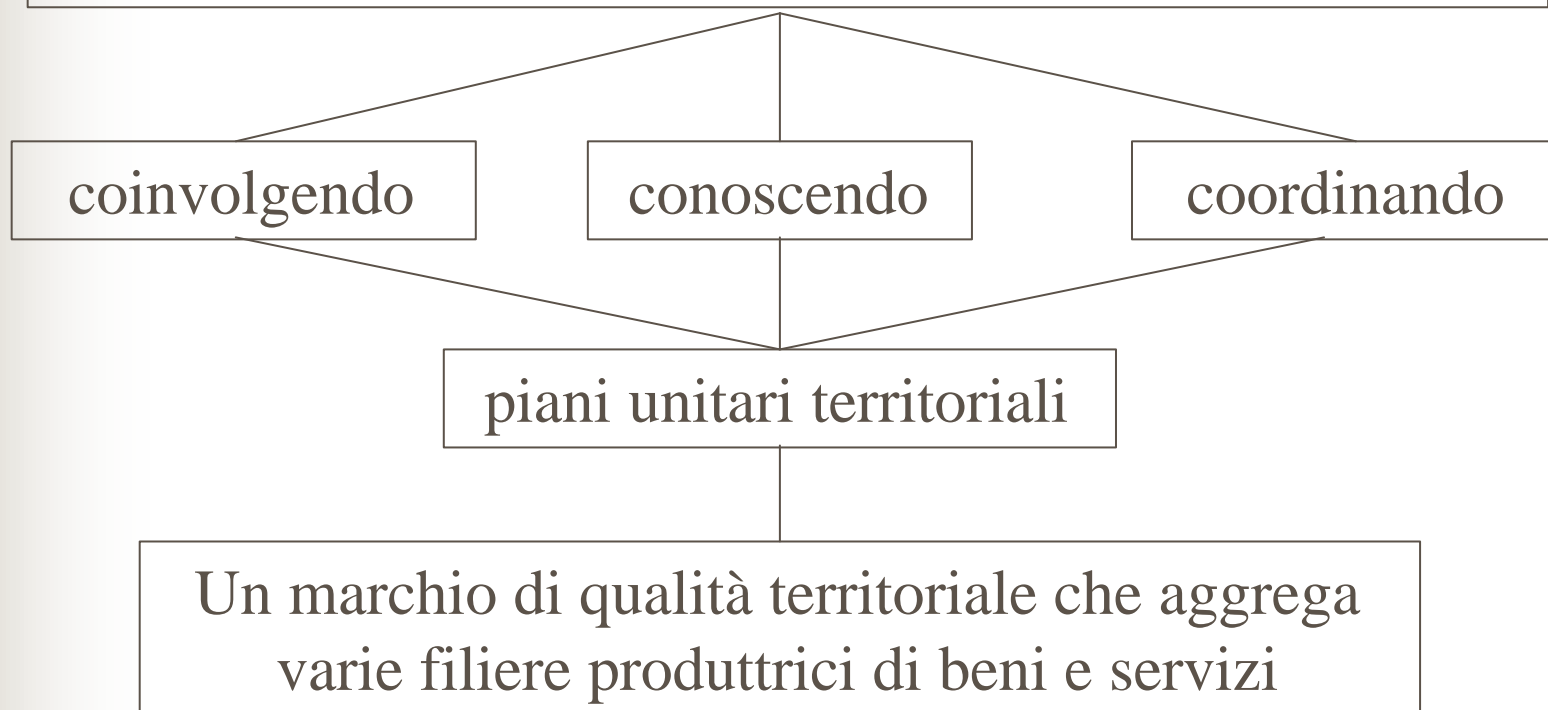 coinvolgendo
conoscendo
coordinando
piani unitari territoriali
Un marchio di qualità territoriale che aggrega
varie filiere produttrici di beni e servizi